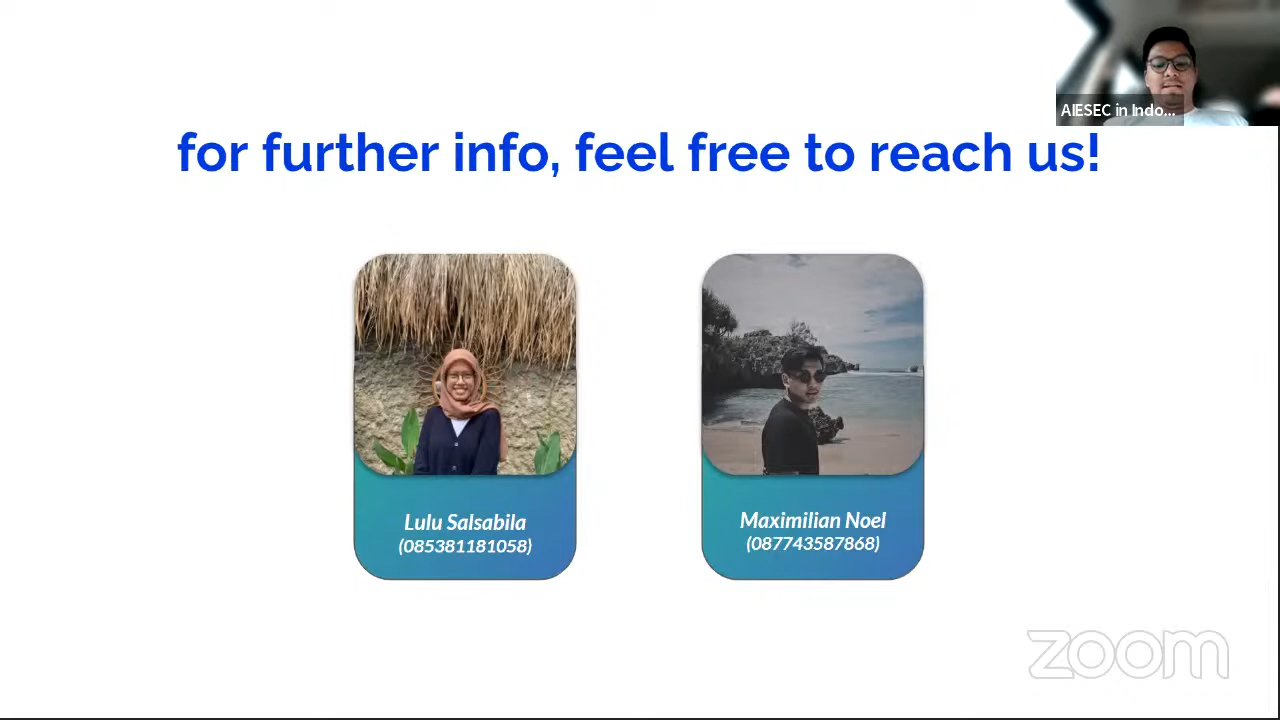 AIESEC in Indo...
for further info, feel free to reach us!
Lulu Salsabila
(085381181058)
Maximilian Noel
(087743587868)
zoom